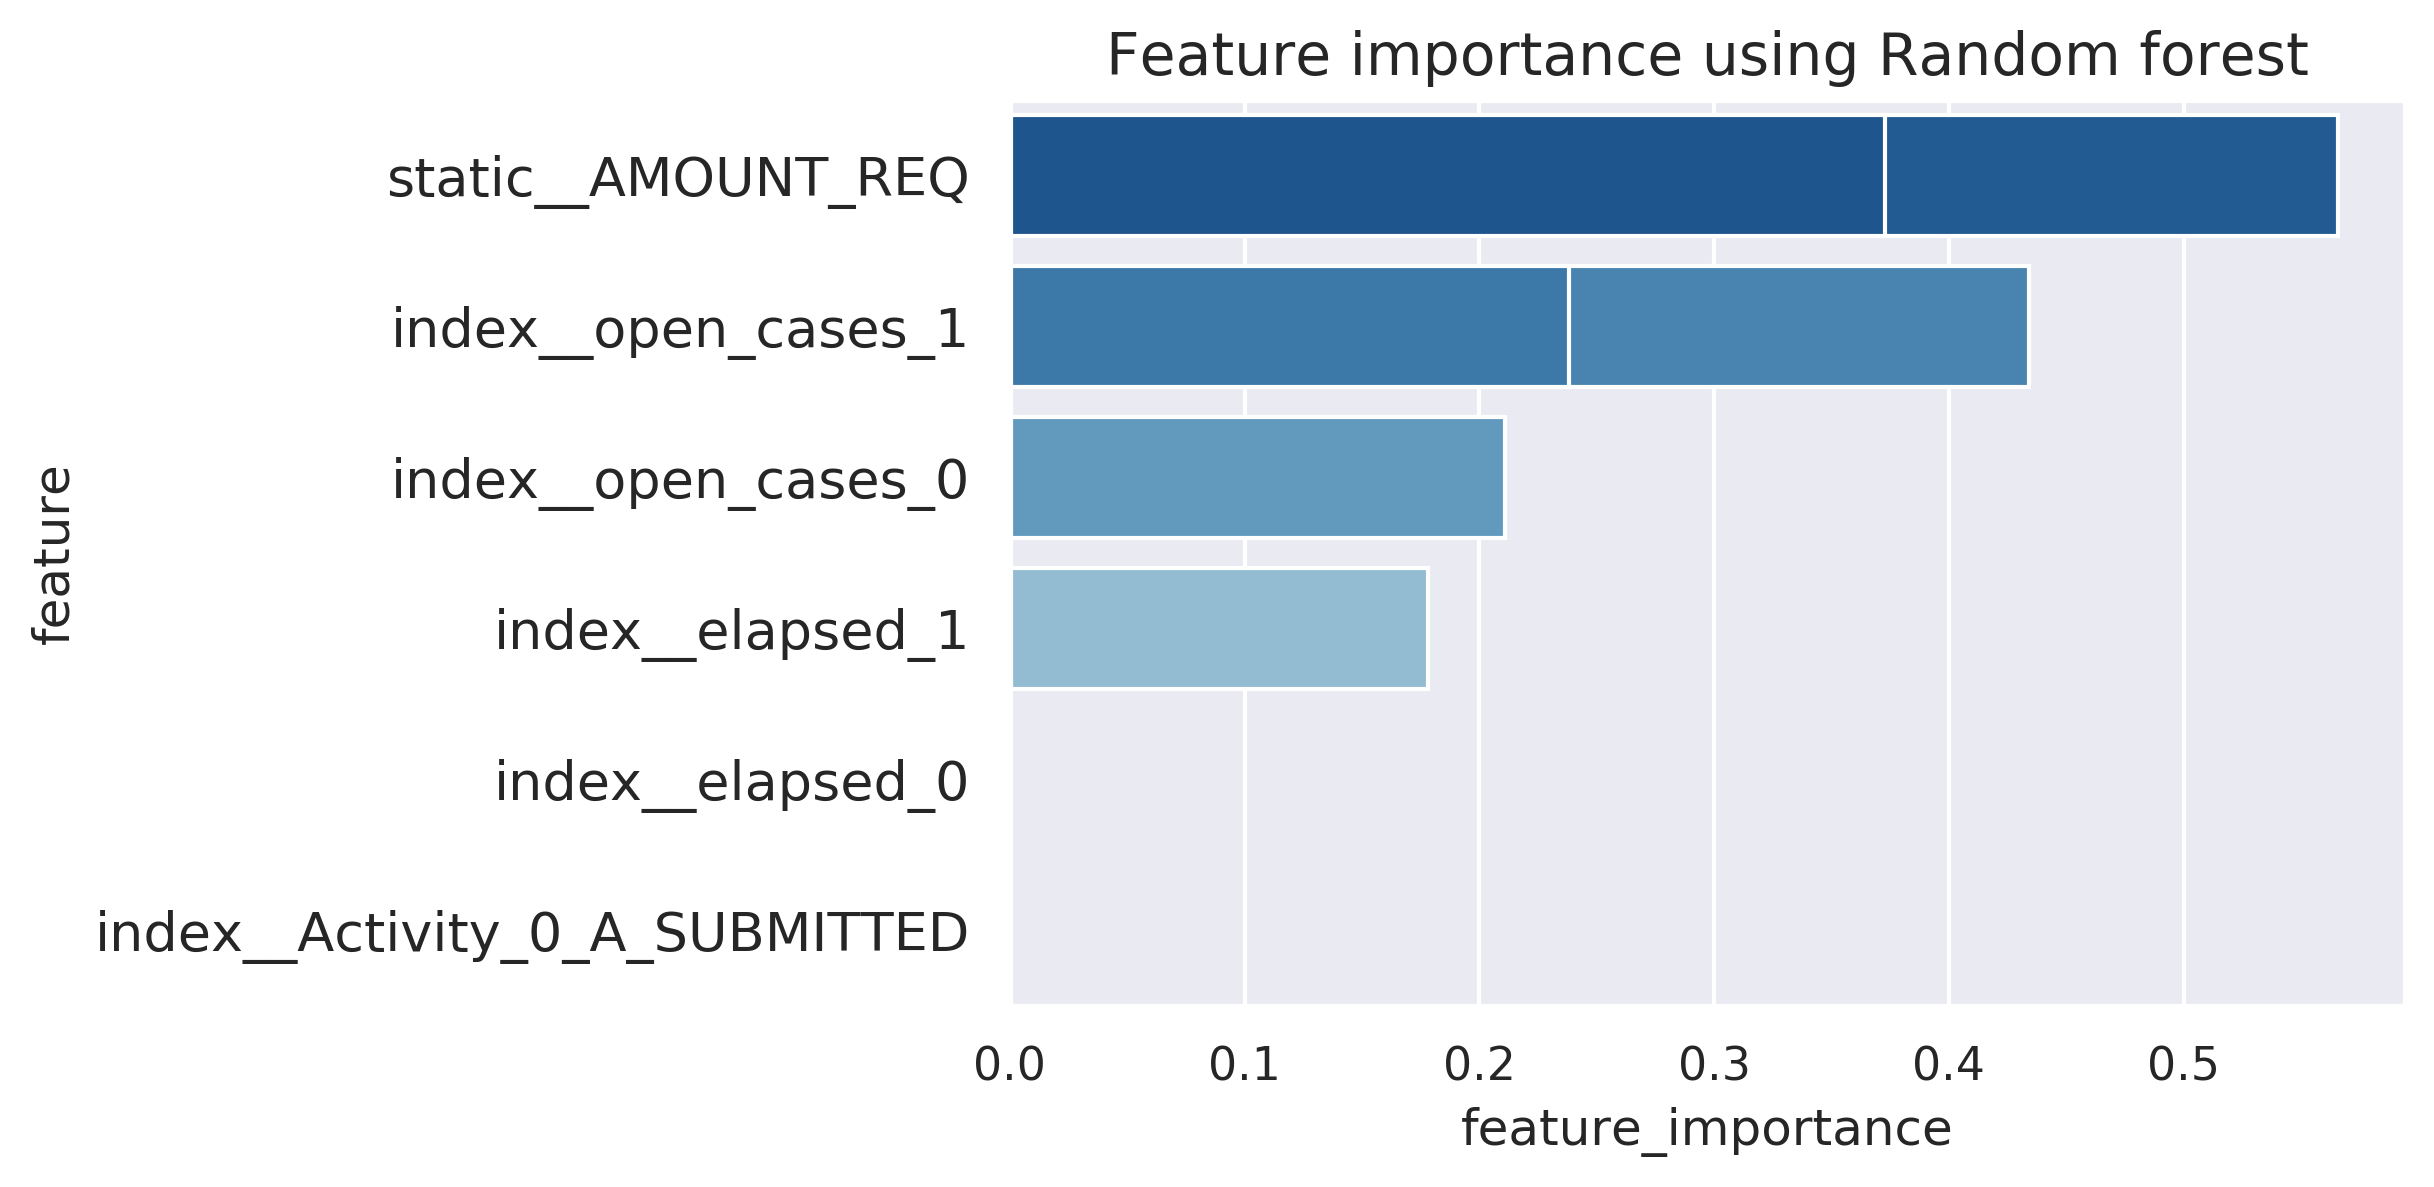 Feature importance using Random forest
static__AMOUNT_REQ
index__open_cases_1
index__open_cases_0
index__elapsed_1
index__elapsed_0
index__Activity_0_A_SUBMITTED
feature
0.0 0.1 0.2 0.3 0.4 0.5
feature_importance